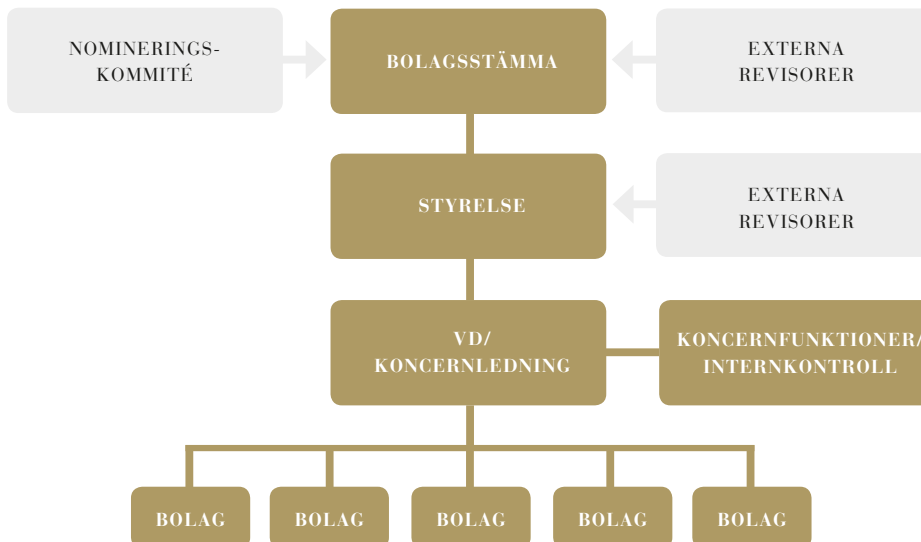 NOMINERINGS-
KOMMITÉ
BOLAGSSTÄMMA
EXTERNA
REVISORER
STYRELSE
EXTERNA
REVISORER
VD/
KONCERNLEDNING
KONCERNFUNKTIONER/
INTERNKONTROLL
BOLAG
BOLAG
BOLAG
BOLAG
BOLAG